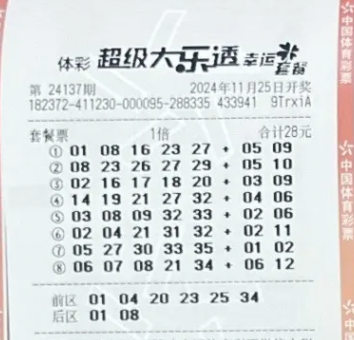 体彩 超级大乐透 幸运套餐
第 24137期 2024年11月25日开奖
182372-411230-000095-288335 433941 9TrxiA
套餐票 1倍 合计28元
① 01 08 16 23 27 + 05 09
② 08 23 26 27 29 + 05 10
③ 02 16 17 18 20 + 03 09
④ 14 19 21 27 32 + 04 06
⑤ 03 08 09 32 33 + 02 06
⑥ 02 04 21 31 32 + 02 11
⑦ 05 27 30 33 35 + 01 02
⑧ 06 07 08 21 34 + 06 12
前区 01 04 20 23 25 34
后区 01 08
中国体育彩票
中国体育彩票